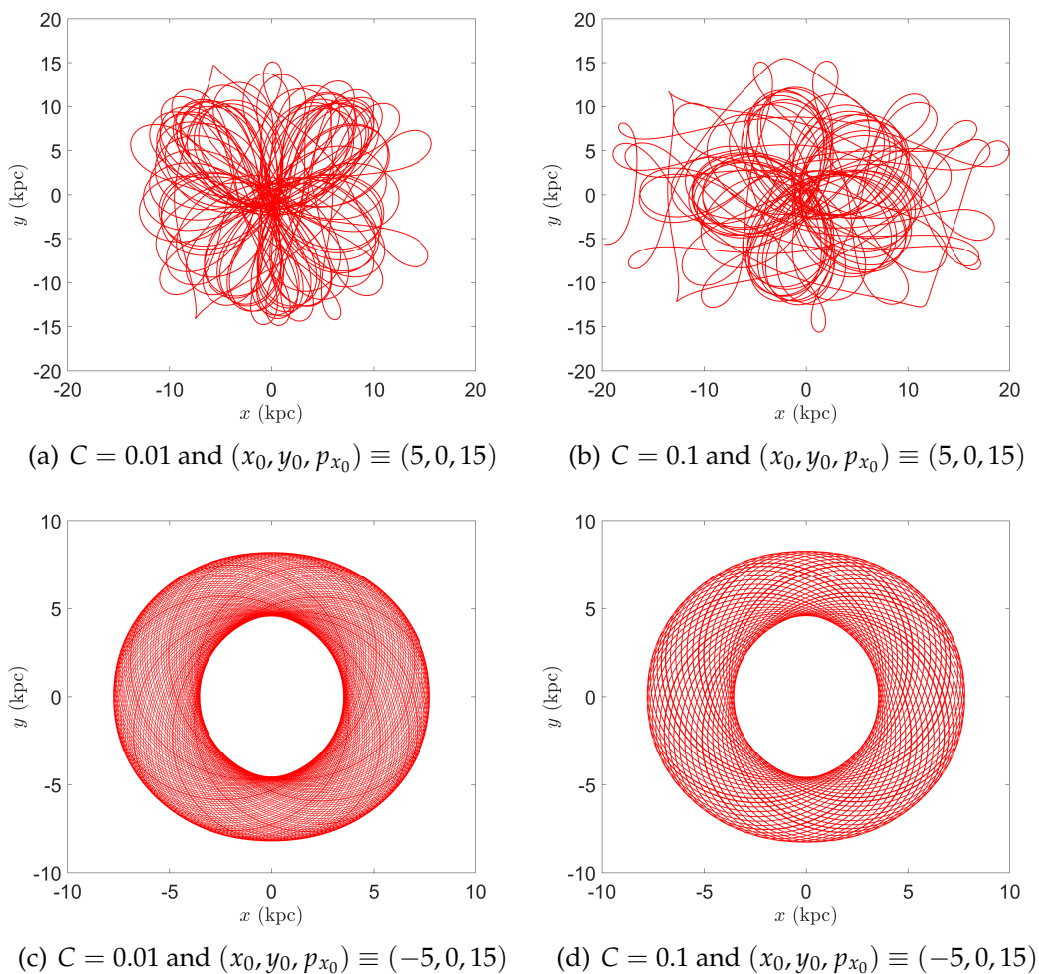 20
15
10
5
0
-5
-10
-15
-20
y (kpc)
-20 -10 0 10 20
x (kpc)
(a) C = 0.01 and (x₀, y₀, pₓ₀) ≡ (5, 0, 15)
20
15
10
5
0
-5
-10
-15
-20
y (kpc)
-20 -10 0 10 20
x (kpc)
(b) C = 0.1 and (x₀, y₀, pₓ₀) ≡ (5, 0, 15)
10
5
0
-5
-10
y (kpc)
-10 -5 0 5 10
x (kpc)
(c) C = 0.01 and (x₀, y₀, pₓ₀) ≡ (−5, 0, 15)
10
5
0
-5
-10
y (kpc)
-10 -5 0 5 10
x (kpc)
(d) C = 0.1 and (x₀, y₀, pₓ₀) ≡ (−5, 0, 15)